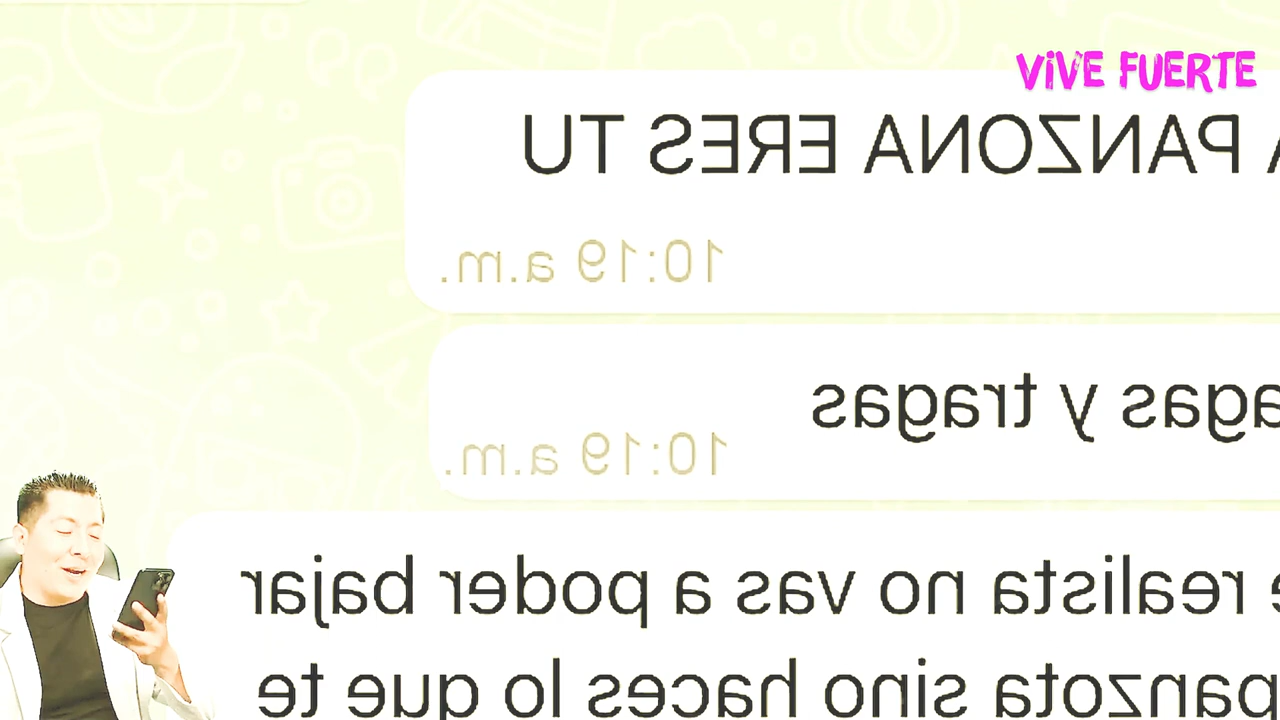 VIVE FUERTE
A PANZONA ERES TU
10:19 a.m.
agas y tragas
10:19 a.m.
e realista no vas a poder bajar
panzota sino haces lo que te